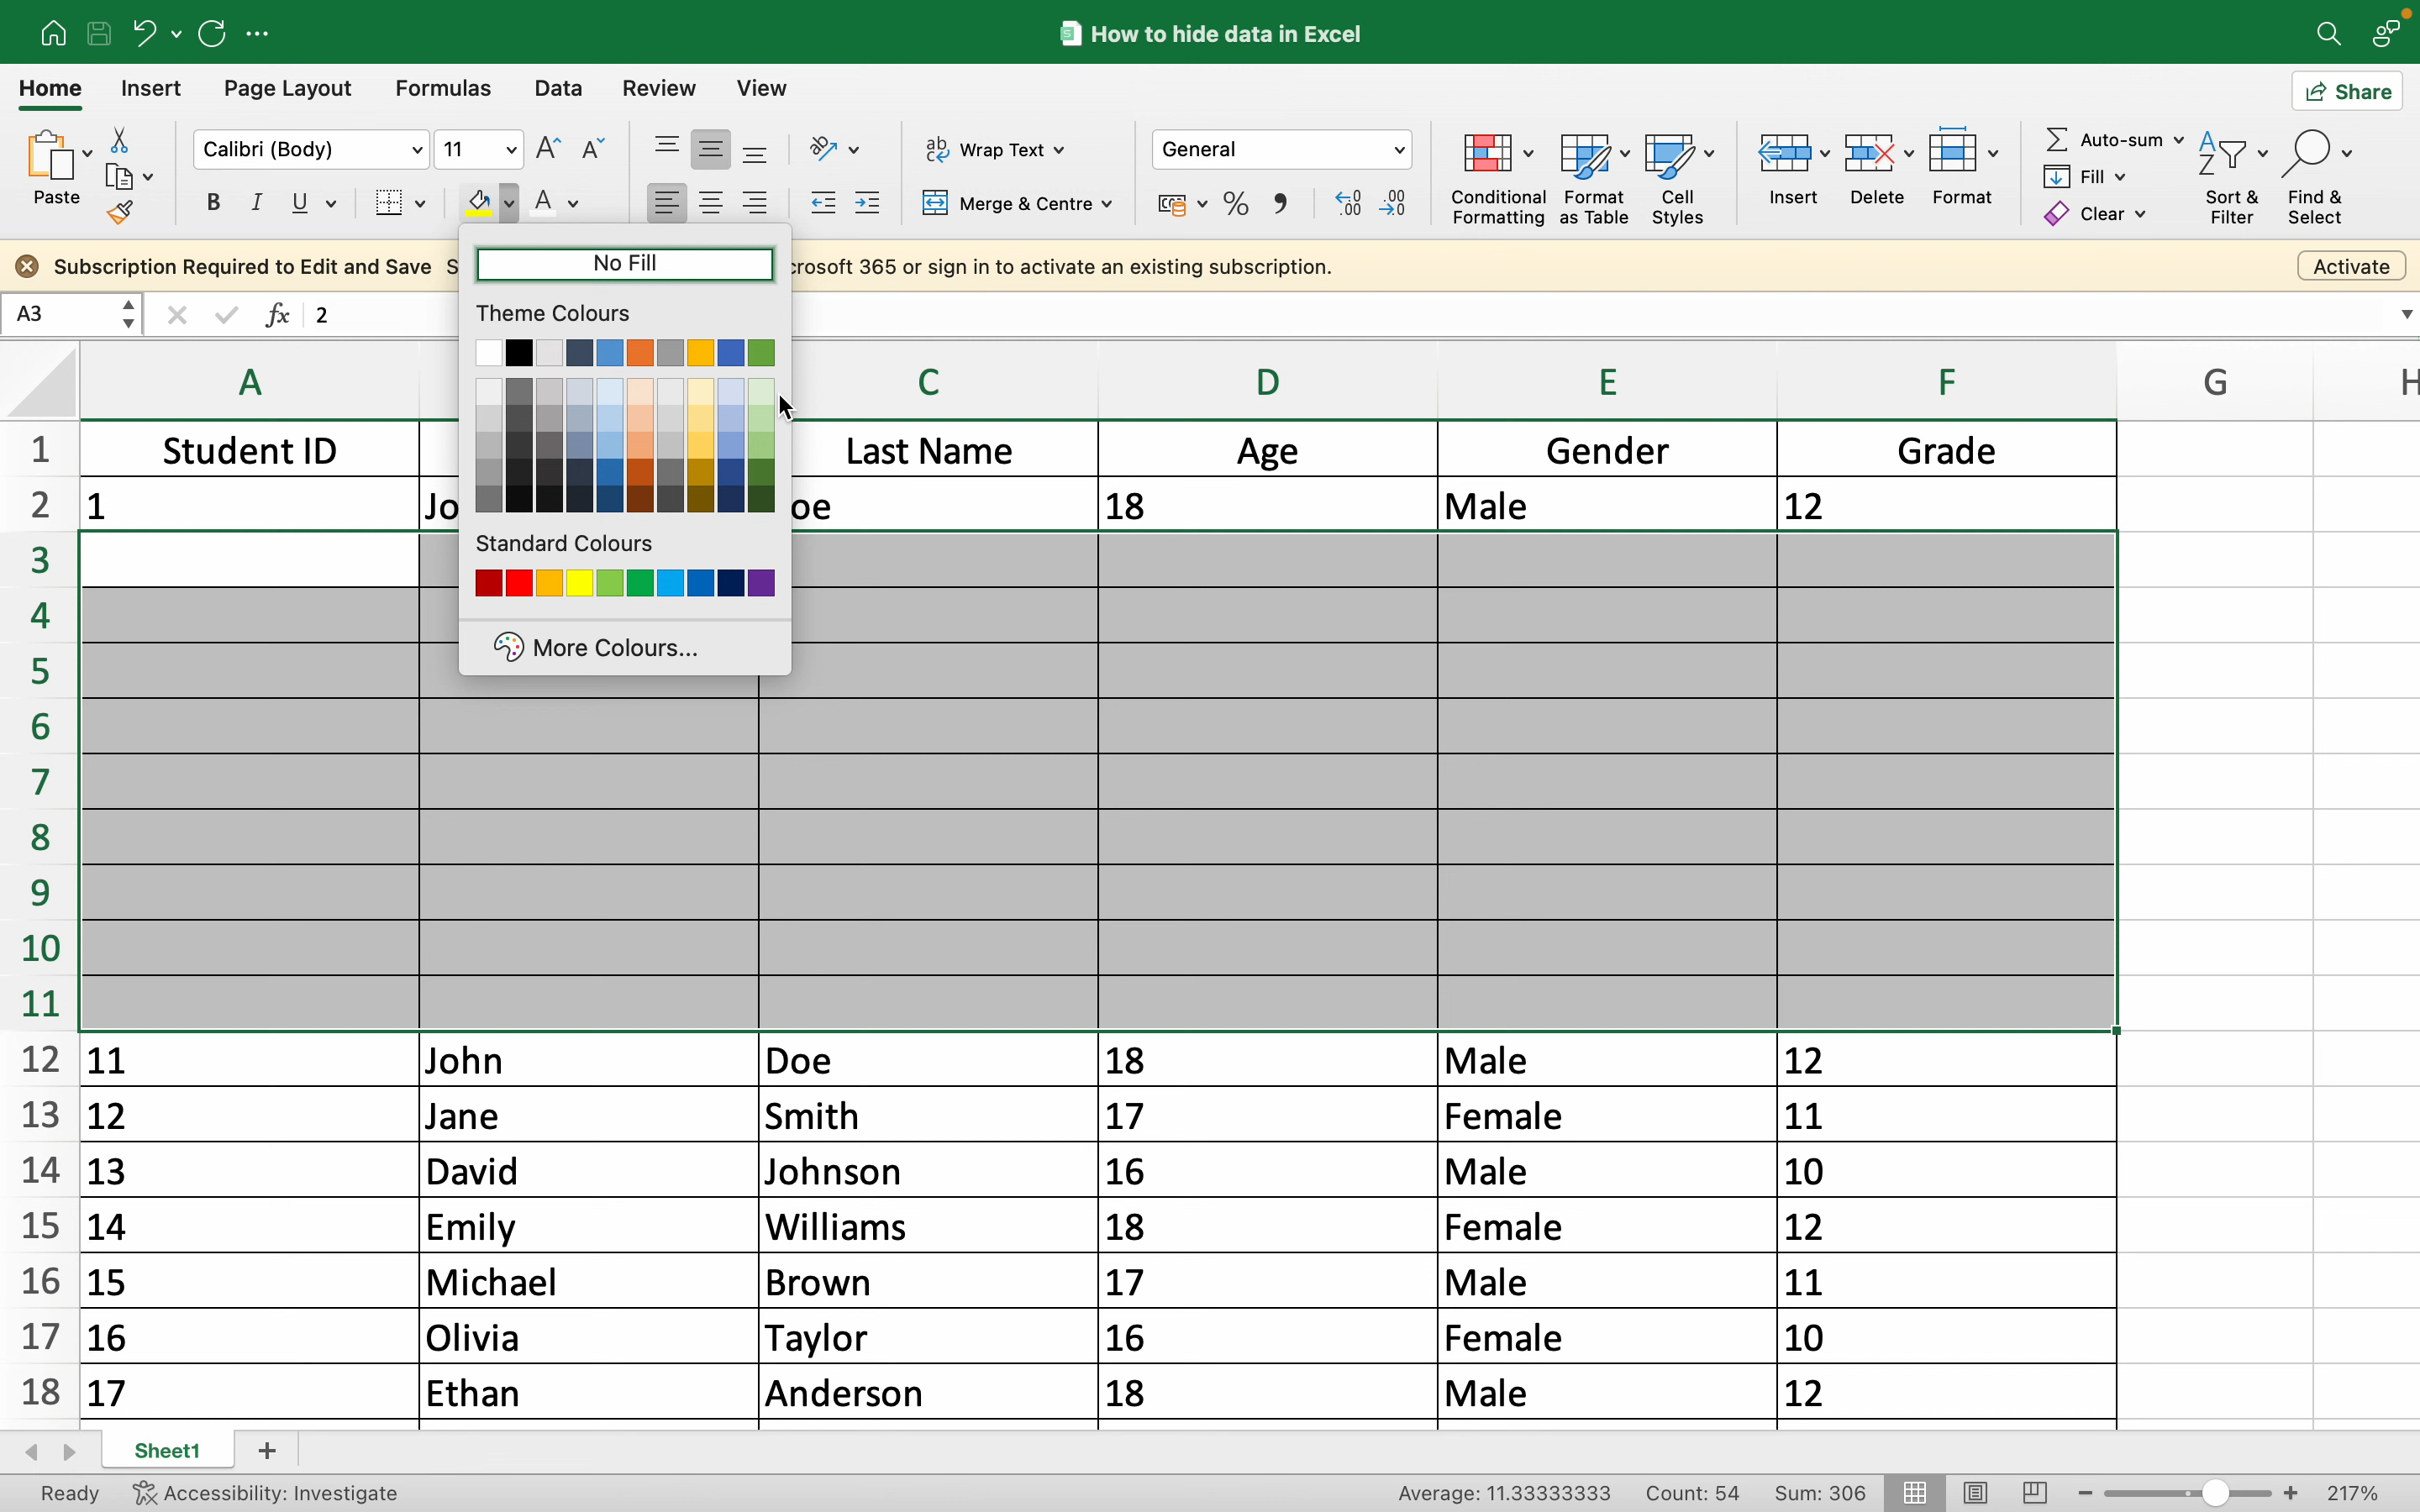 How to hide data in Excel
Home Insert Page Layout Formulas Data Review View Share
Paste Calibri (Body) 11 A A Wrap Text General Auto-sum
B I U A Merge & Centre % Fill Clear
Conditional Formatting Format as Table Cell Styles Insert Delete Format Sort & Filter Find & Select
Subscription Required to Edit and Save S crosoft 365 or sign in to activate an existing subscription. Activate
A3 fx 2
No Fill
Theme Colours
Standard Colours
More Colours...
A C D E F G H
1 Student ID Last Name Age Gender Grade
2 1 Jo oe 18 Male 12
3
4
5
6
7
8
9
10
11
12 11 John Doe 18 Male 12
13 12 Jane Smith 17 Female 11
14 13 David Johnson 16 Male 10
15 14 Emily Williams 18 Female 12
16 15 Michael Brown 17 Male 11
17 16 Olivia Taylor 16 Female 10
18 17 Ethan Anderson 18 Male 12
Sheet1 +
Ready Accessibility: Investigate Average: 11.33333333 Count: 54 Sum: 306 217%